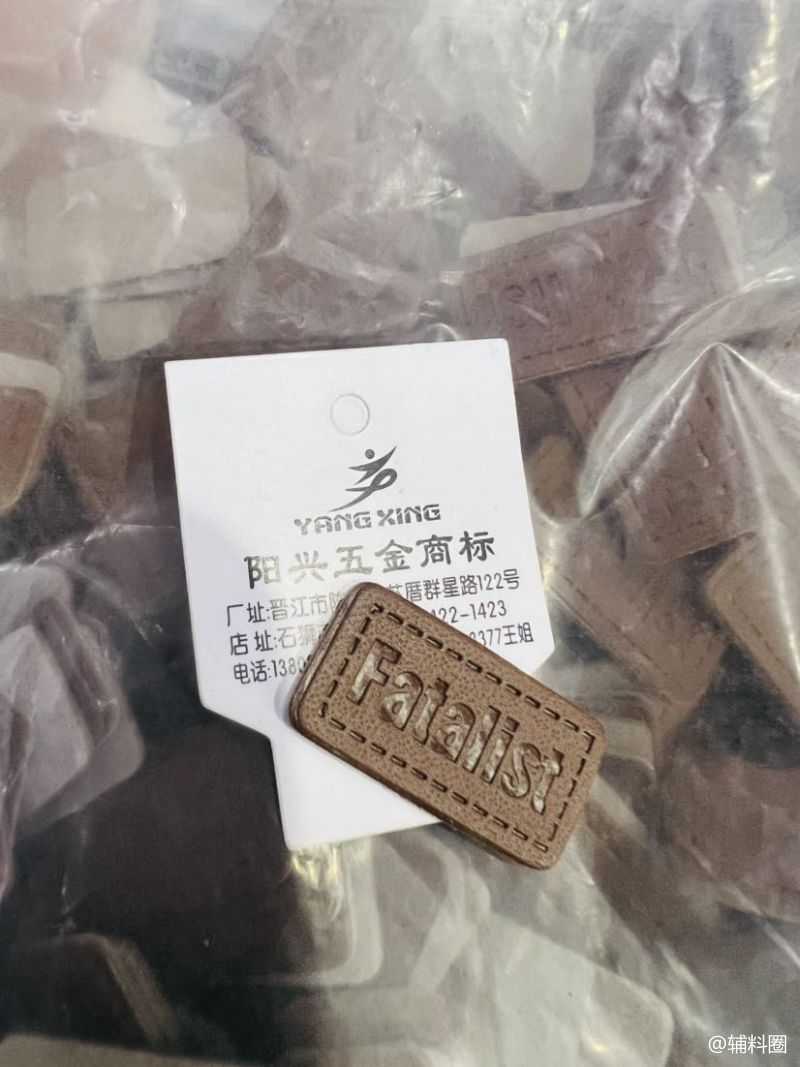 YANG XING
阳兴五金商标
厂址:晋江市 厝群星路122号
店址:石狮 422-1423
电话:1380 3377王姐
Fatalist
@辅料圈